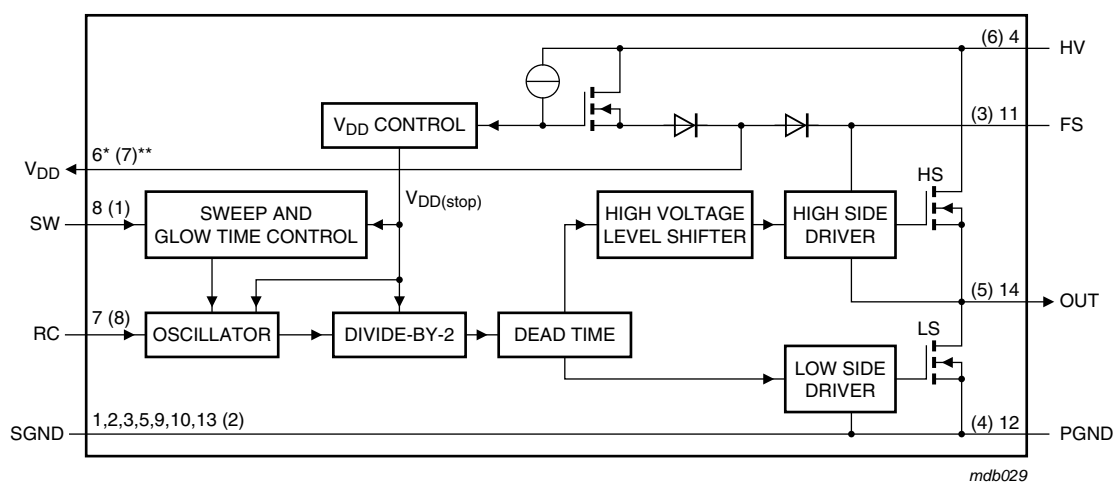 (6) 4
HV
VDD CONTROL
(3) 11
FS
6* (7)**
VDD
VDD(stop)
HS
8 (1)
SW
SWEEP AND
GLOW TIME CONTROL
HIGH VOLTAGE
LEVEL SHIFTER
HIGH SIDE
DRIVER
(5) 14
OUT
7 (8)
RC
OSCILLATOR
DIVIDE-BY-2
DEAD TIME
LS
LOW SIDE
DRIVER
1,2,3,5,9,10,13 (2)
SGND
(4) 12
PGND
mdb029